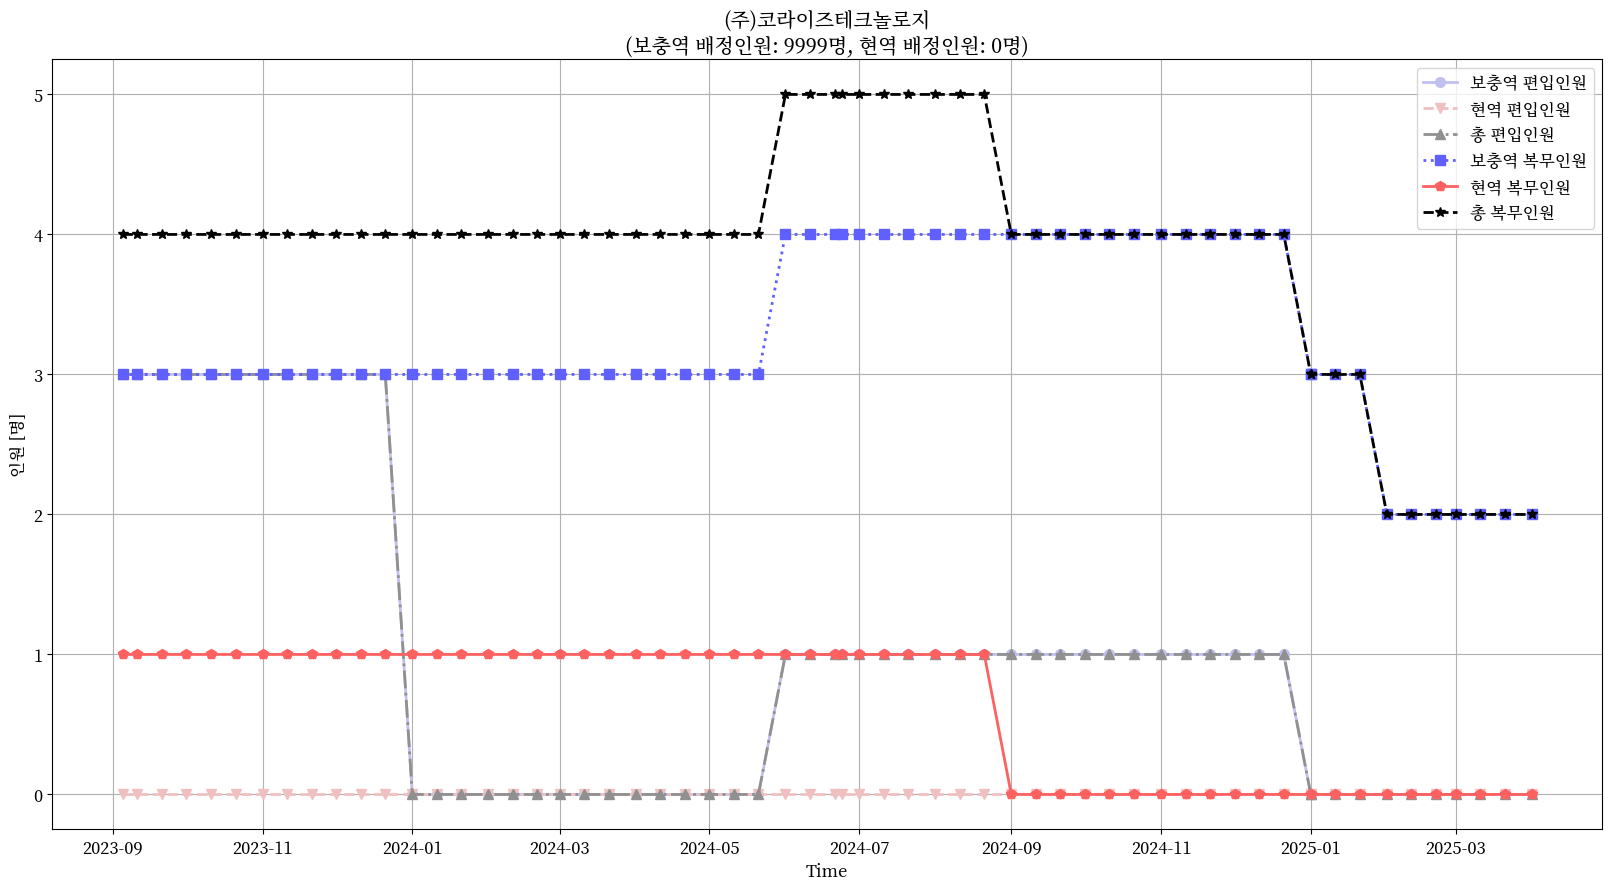 (주)코라이즈테크놀로지
(보충역 배정인원: 9999명, 현역 배정인원: 0명)
보충역 편입인원
현역 편입인원
총 편입인원
보충역 복무인원
현역 복무인원
총 복무인원
인원 [명]
5
4
3
2
1
0
2023-09 2023-11 2024-01 2024-03 2024-05 2024-07 2024-09 2024-11 2025-01 2025-03
Time